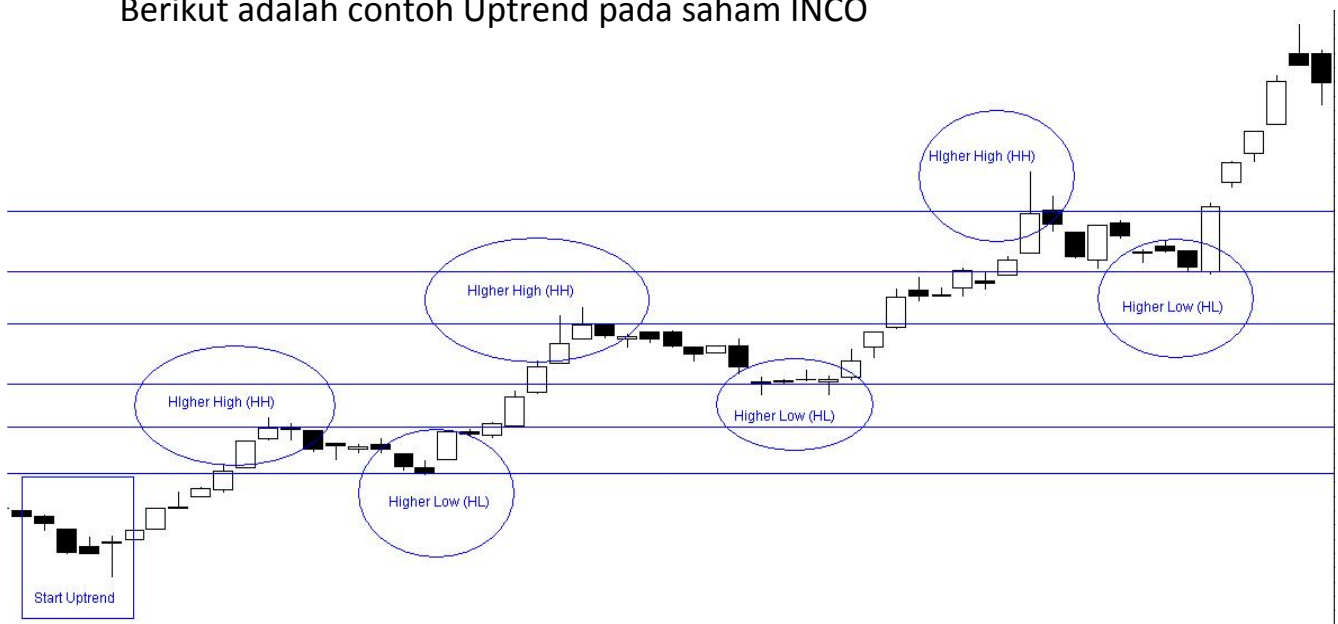 Berikut adalah contoh Uptrend pada saham INCO
HIgher High (HH)
HIgher High (HH)
Higher Low (HL)
HIgher High (HH)
Higher Low (HL)
Higher Low (HL)
Start Uptrend